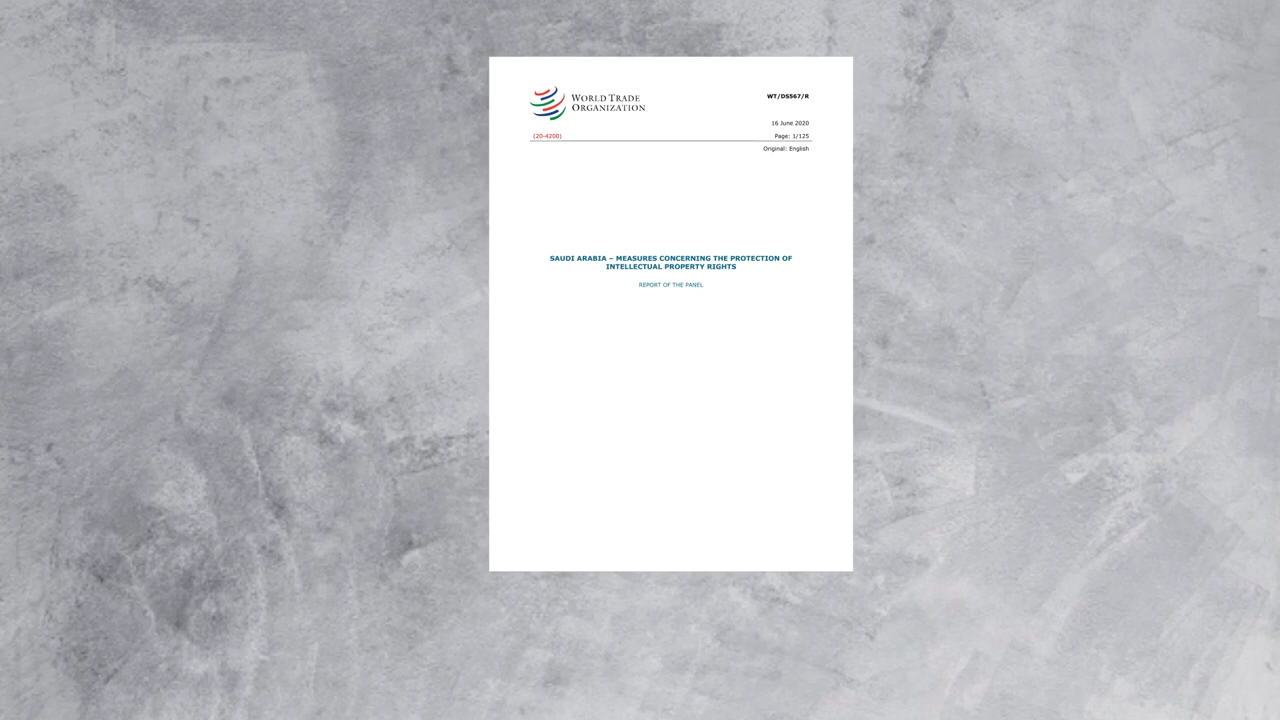 WORLD TRADE
ORGANIZATION
WT/DS567/R
16 June 2020
(20-4200)
Page: 1/125
Original: English
SAUDI ARABIA – MEASURES CONCERNING THE PROTECTION OF
INTELLECTUAL PROPERTY RIGHTS
REPORT OF THE PANEL